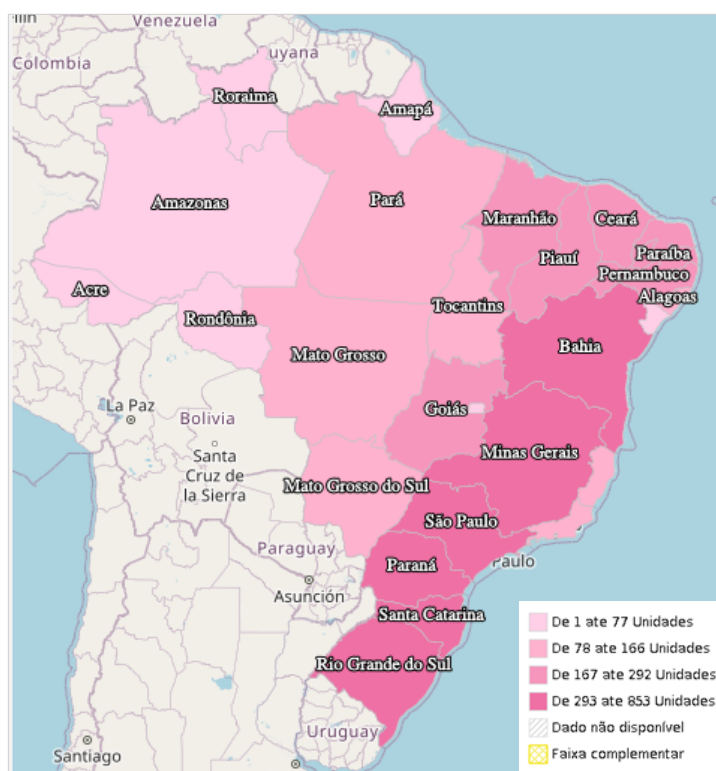 llin
Venezuela
Colombia
uyana
Roraima
Amapá
Amazonas
Pará
Maranhão
Ceará
Piauí
Paraíba
Pernambuco
Acre
Tocantins
Alagoas
Rondônia
Mato Grosso
Bahia
La Paz
Bolivia
Goiás
Santa
Cruz de
la Sierra
Minas Gerais
Mato Grosso do Sul
São Paulo
Paraguay
Paulo
Paraná
Asunción
Santa Catarina
Rio Grande do Sul
Uruguay
Santiago
De 1 ate 77 Unidades
De 78 ate 166 Unidades
De 167 ate 292 Unidades
De 293 ate 853 Unidades
Dado não disponível
Faixa complementar